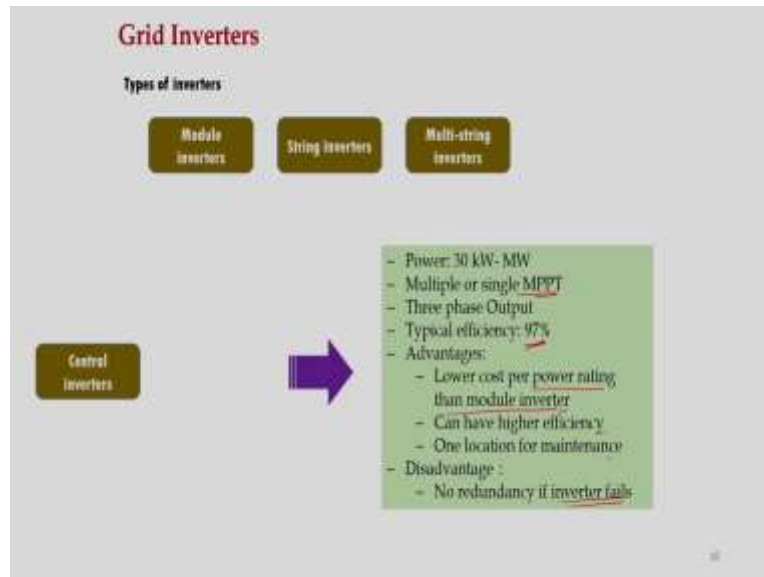 Grid Inverters
Types of inverters
Module
inverters
String inverters
Multi-string
inverters
Central
inverters
– Power: 30 kW- MW
– Multiple or single MPPT
– Three phase Output
– Typical efficiency: 97%
– Advantages:
– Lower cost per power rating
than module inverter
– Can have higher efficiency
– One location for maintenance
– Disadvantage :
– No redundancy if inverter fails